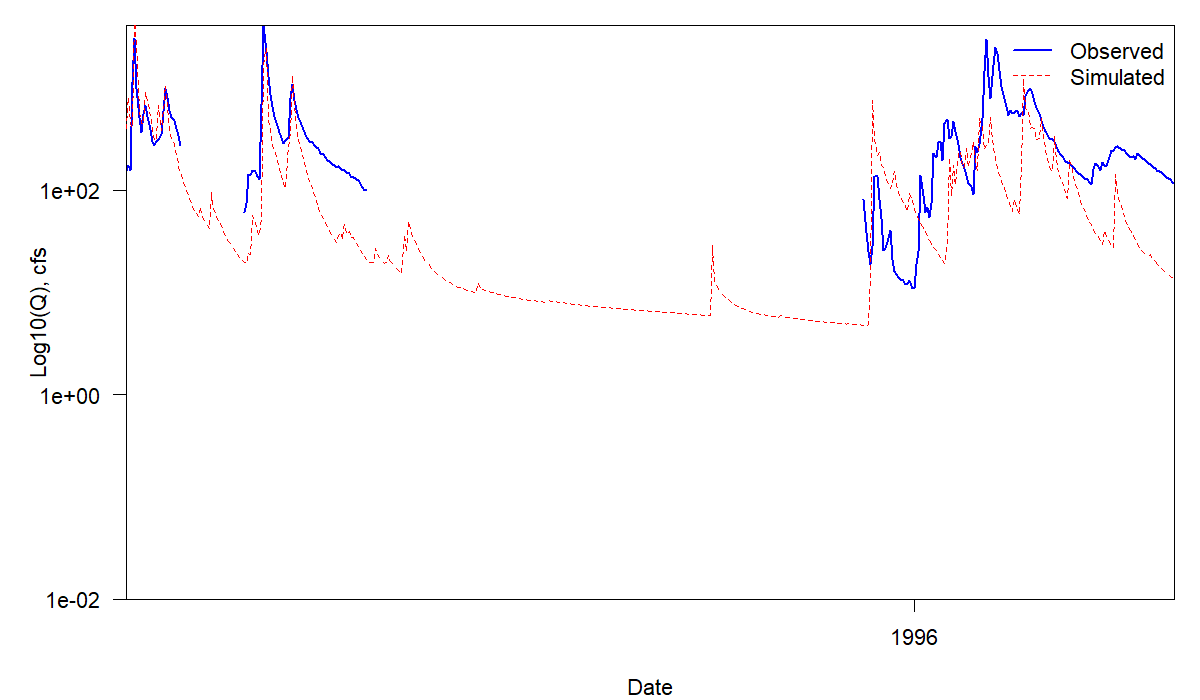 Observed
Simulated
1e+02
Log10(Q), cfs
1e+00
1e-02
1996
Date